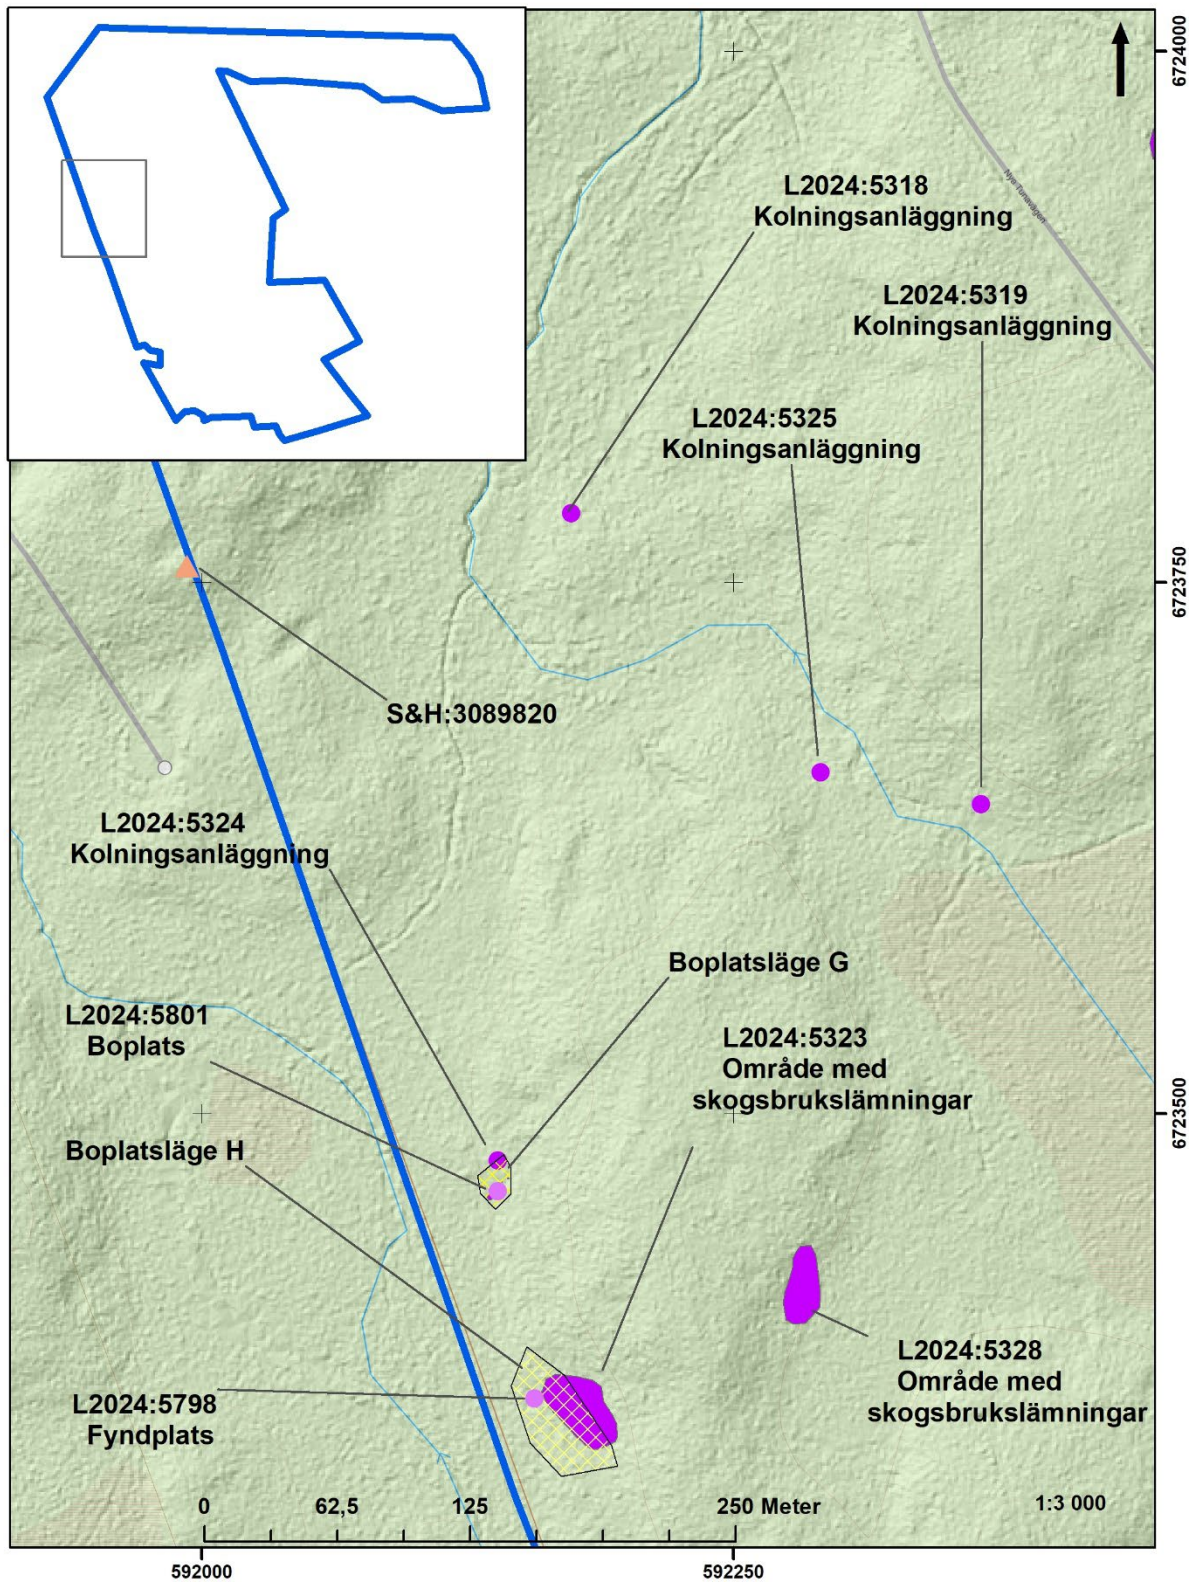 6724000
Nya Tunavägen
L2024:5318
Kolningsanläggning
L2024:5319
Kolningsanläggning
L2024:5325
Kolningsanläggning
6723750
S&H:3089820
L2024:5324
Kolningsanläggning
Boplatsläge G
L2024:5801
Boplats
L2024:5323
Område med
skogsbrukslämningar
6723500
Boplatsläge H
L2024:5328
Område med
skogsbrukslämningar
L2024:5798
Fyndplats
0 62,5 125 250 Meter
1:3 000
592000
592250